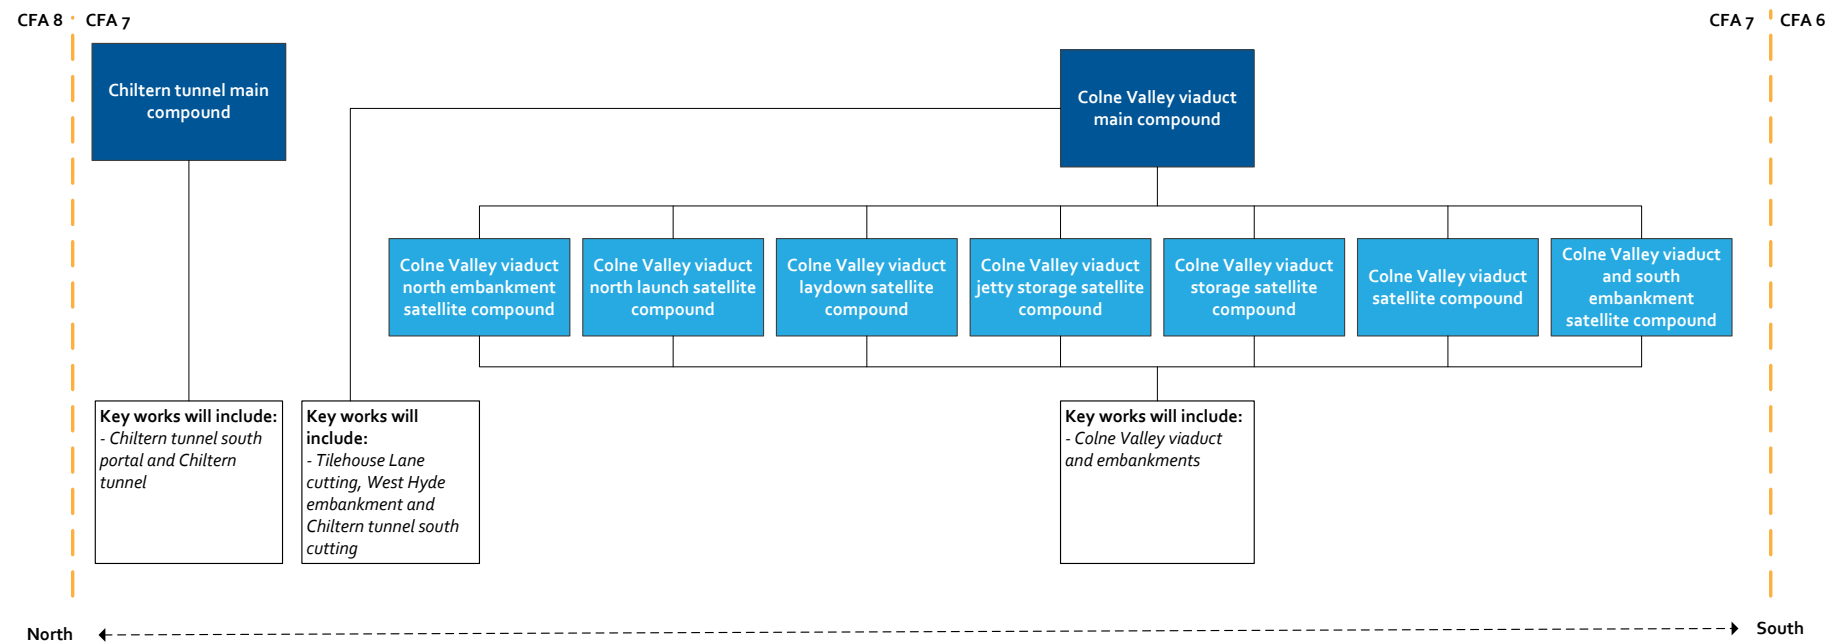 CFA 8
CFA 7
CFA 7
CFA 6
Chiltern tunnel main
compound
Colne Valley viaduct
main compound
Colne Valley viaduct
north embankment
satellite compound
Colne Valley viaduct
north launch satellite
compound
Colne Valley viaduct
laydown satellite
compound
Colne Valley viaduct
jetty storage satellite
compound
Colne Valley viaduct
storage satellite
compound
Colne Valley viaduct
satellite compound
Colne Valley viaduct
and south
embankment
satellite compound
Key works will include:
- Chiltern tunnel south
portal and Chiltern
tunnel
Key works will
include:
- Tilehouse Lane
cutting, West Hyde
embankment and
Chiltern tunnel south
cutting
Key works will include:
- Colne Valley viaduct
and embankments
North
South